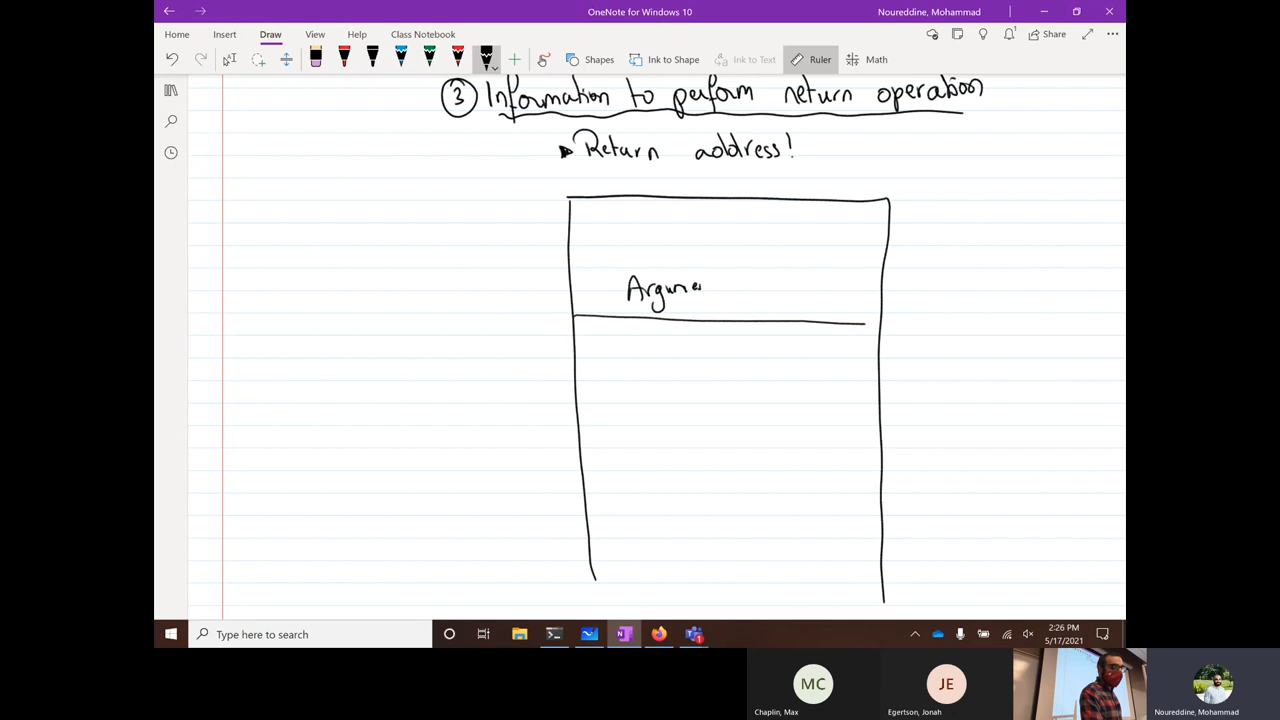 OneNote for Windows 10
Noureddine, Mohammad
Home Insert Draw View Help Class Notebook
Share
Shapes Ink to Shape Ink to Text Ruler Math
3 Information to perform return operation
Return address!
Argume
Type here to search
2:26 PM
5/17/2021
MC
JE
Chaplin, Max
Egertson, Jonah
Noureddine, Mohammad